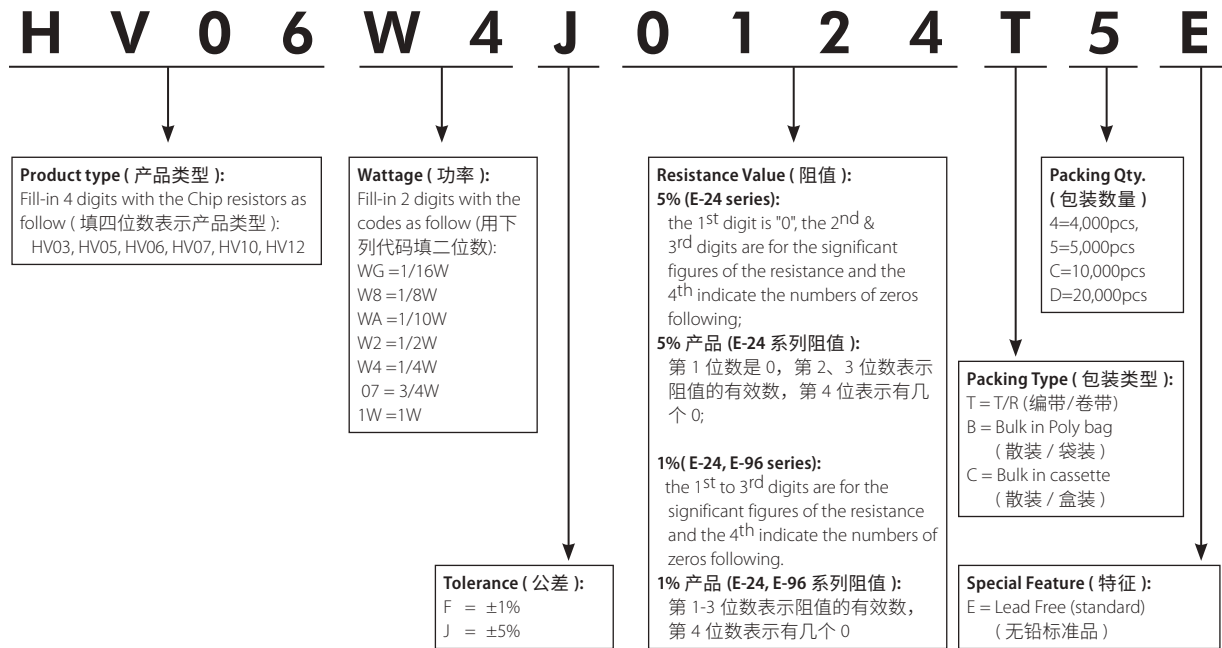 H V 0 6 W 4 J 0 1 2 4 T 5 E
Product type ( 产品类型 ):
Fill-in 4 digits with the Chip resistors as
follow ( 填四位数表示产品类型 ):
HV03, HV05, HV06, HV07, HV10, HV12
Wattage ( 功率 ):
Fill-in 2 digits with the
codes as follow (用下
列代码填二位数):
WG =1/16W
W8 =1/8W
WA =1/10W
W2 =1/2W
W4 =1/4W
07 = 3/4W
1W =1W
Tolerance ( 公差 ):
F = ±1%
J = ±5%
Resistance Value ( 阻值 ):
5% (E-24 series):
the 1st digit is "0", the 2nd &
3rd digits are for the significant
figures of the resistance and the
4th indicate the numbers of zeros
following;
5% 产品 (E-24 系列阻值 ):
第 1 位数是 0，第 2、3 位数表示
阻值的有效数，第 4 位表示有几
个 0;
1%( E-24, E-96 series):
the 1st to 3rd digits are for the
significant figures of the resistance
and the 4th indicate the numbers of
zeros following.
1% 产品 (E-24, E-96 系列阻值 ):
第 1-3 位数表示阻值的有效数，
第 4 位数表示有几个 0
Packing Qty.
( 包装数量 )
4=4,000pcs,
5=5,000pcs
C=10,000pcs
D=20,000pcs
Packing Type ( 包装类型 ):
T = T/R (编带/卷带)
B = Bulk in Poly bag
( 散装 / 袋装 )
C = Bulk in cassette
( 散装 / 盒装 )
Special Feature ( 特征 ):
E = Lead Free (standard)
( 无铅标准品 )